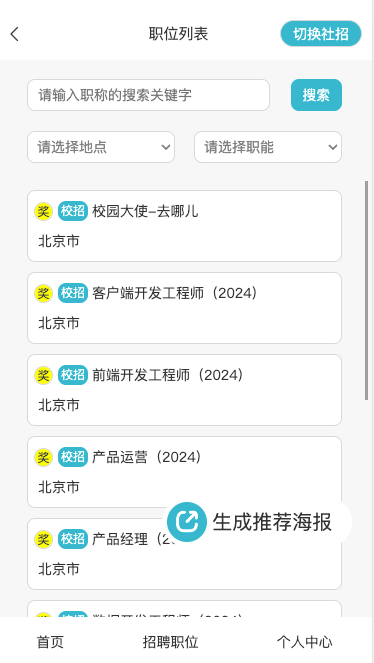 职位列表
切换社招
请输入职称的搜索关键字
搜索
请选择地点
请选择职能
奖 校招 校园大使-去哪儿
北京市
奖 校招 客户端开发工程师（2024）
北京市
奖 校招 前端开发工程师（2024）
北京市
奖 校招 产品运营（2024）
北京市
生成推荐海报
奖 校招 产品经理
北京市
首页
招聘职位
个人中心